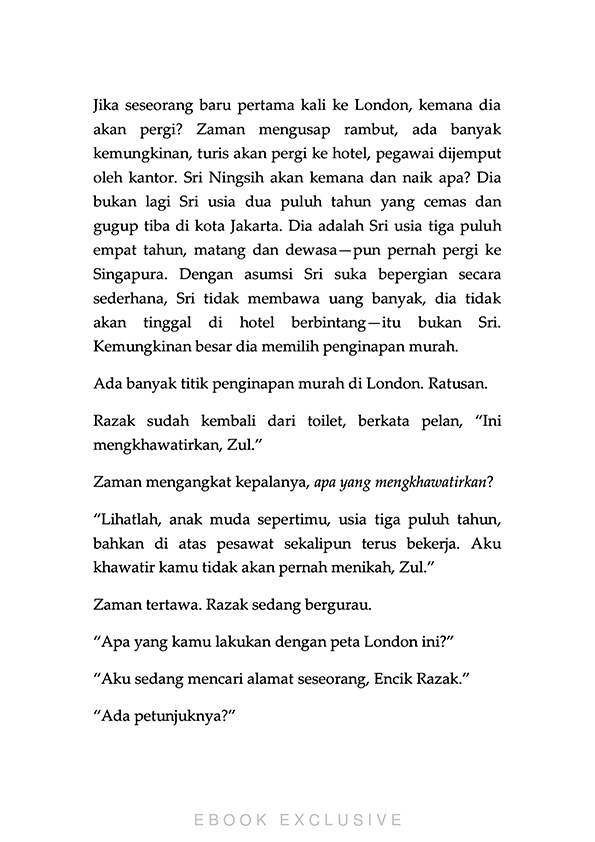 Jika seseorang baru pertama kali ke London, kemana dia
akan pergi? Zaman mengusap rambut, ada banyak
kemungkinan, turis akan pergi ke hotel, pegawai dijemput
oleh kantor. Sri Ningsih akan kemana dan naik apa? Dia
bukan lagi Sri usia dua puluh tahun yang cemas dan
gugup tiba di kota Jakarta. Dia adalah Sri usia tiga puluh
empat tahun, matang dan dewasa—pun pernah pergi ke
Singapura. Dengan asumsi Sri suka bepergian secara
sederhana, Sri tidak membawa uang banyak, dia tidak
akan tinggal di hotel berbintang—itu bukan Sri.
Kemungkinan besar dia memilih penginapan murah.
Ada banyak titik penginapan murah di London. Ratusan.
Razak sudah kembali dari toilet, berkata pelan, “Ini
mengkhawatirkan, Zul.”
Zaman mengangkat kepalanya, apa yang mengkhawatirkan?
“Lihatlah, anak muda sepertimu, usia tiga puluh tahun,
bahkan di atas pesawat sekalipun terus bekerja. Aku
khawatir kamu tidak akan pernah menikah, Zul.”
Zaman tertawa. Razak sedang bergurau.
“Apa yang kamu lakukan dengan peta London ini?”
“Aku sedang mencari alamat seseorang, Encik Razak.”
“Ada petunjuknya?”
EBOOK EXCLUSIVE